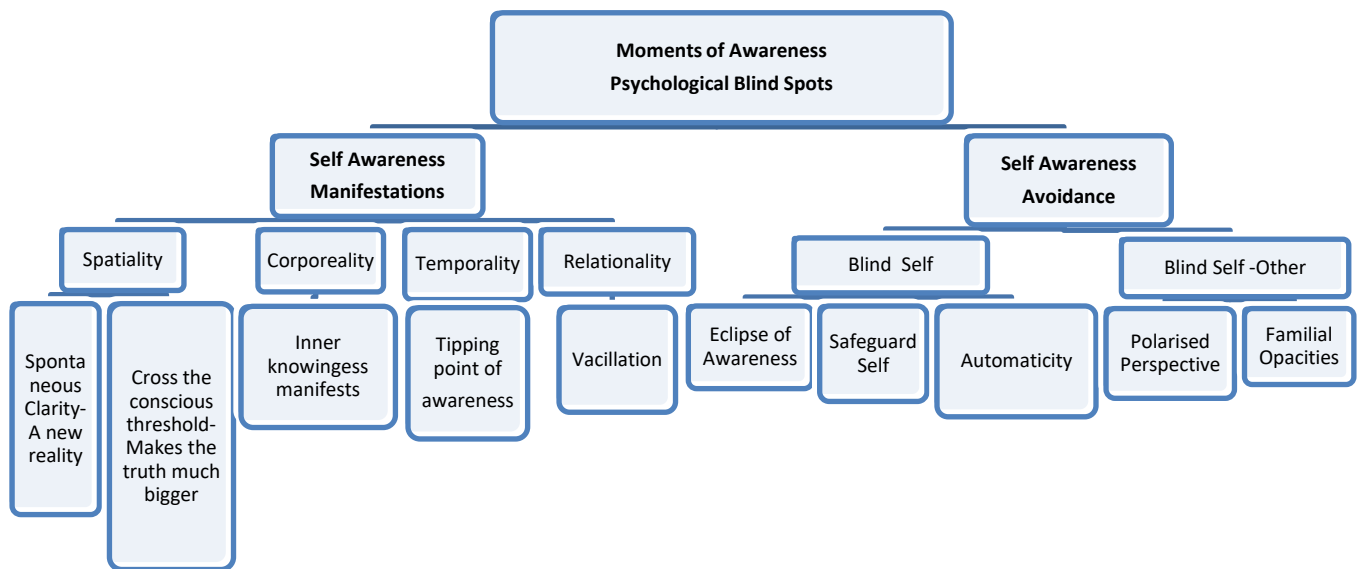 Moments of Awareness
Psychological Blind Spots
Self Awareness
Manifestations
Self Awareness
Avoidance
Spatiality
Corporeality
Temporality
Relationality
Blind Self
Blind Self -Other
Sponta
neous
Clarity-
A new
reality
Cross the
conscious
threshold-
Makes the
truth much
bigger
Inner
knowingess
manifests
Tipping
point of
awareness
Vacillation
Eclipse of
Awareness
Safeguard
Self
Automaticity
Polarised
Perspective
Familial
Opacities